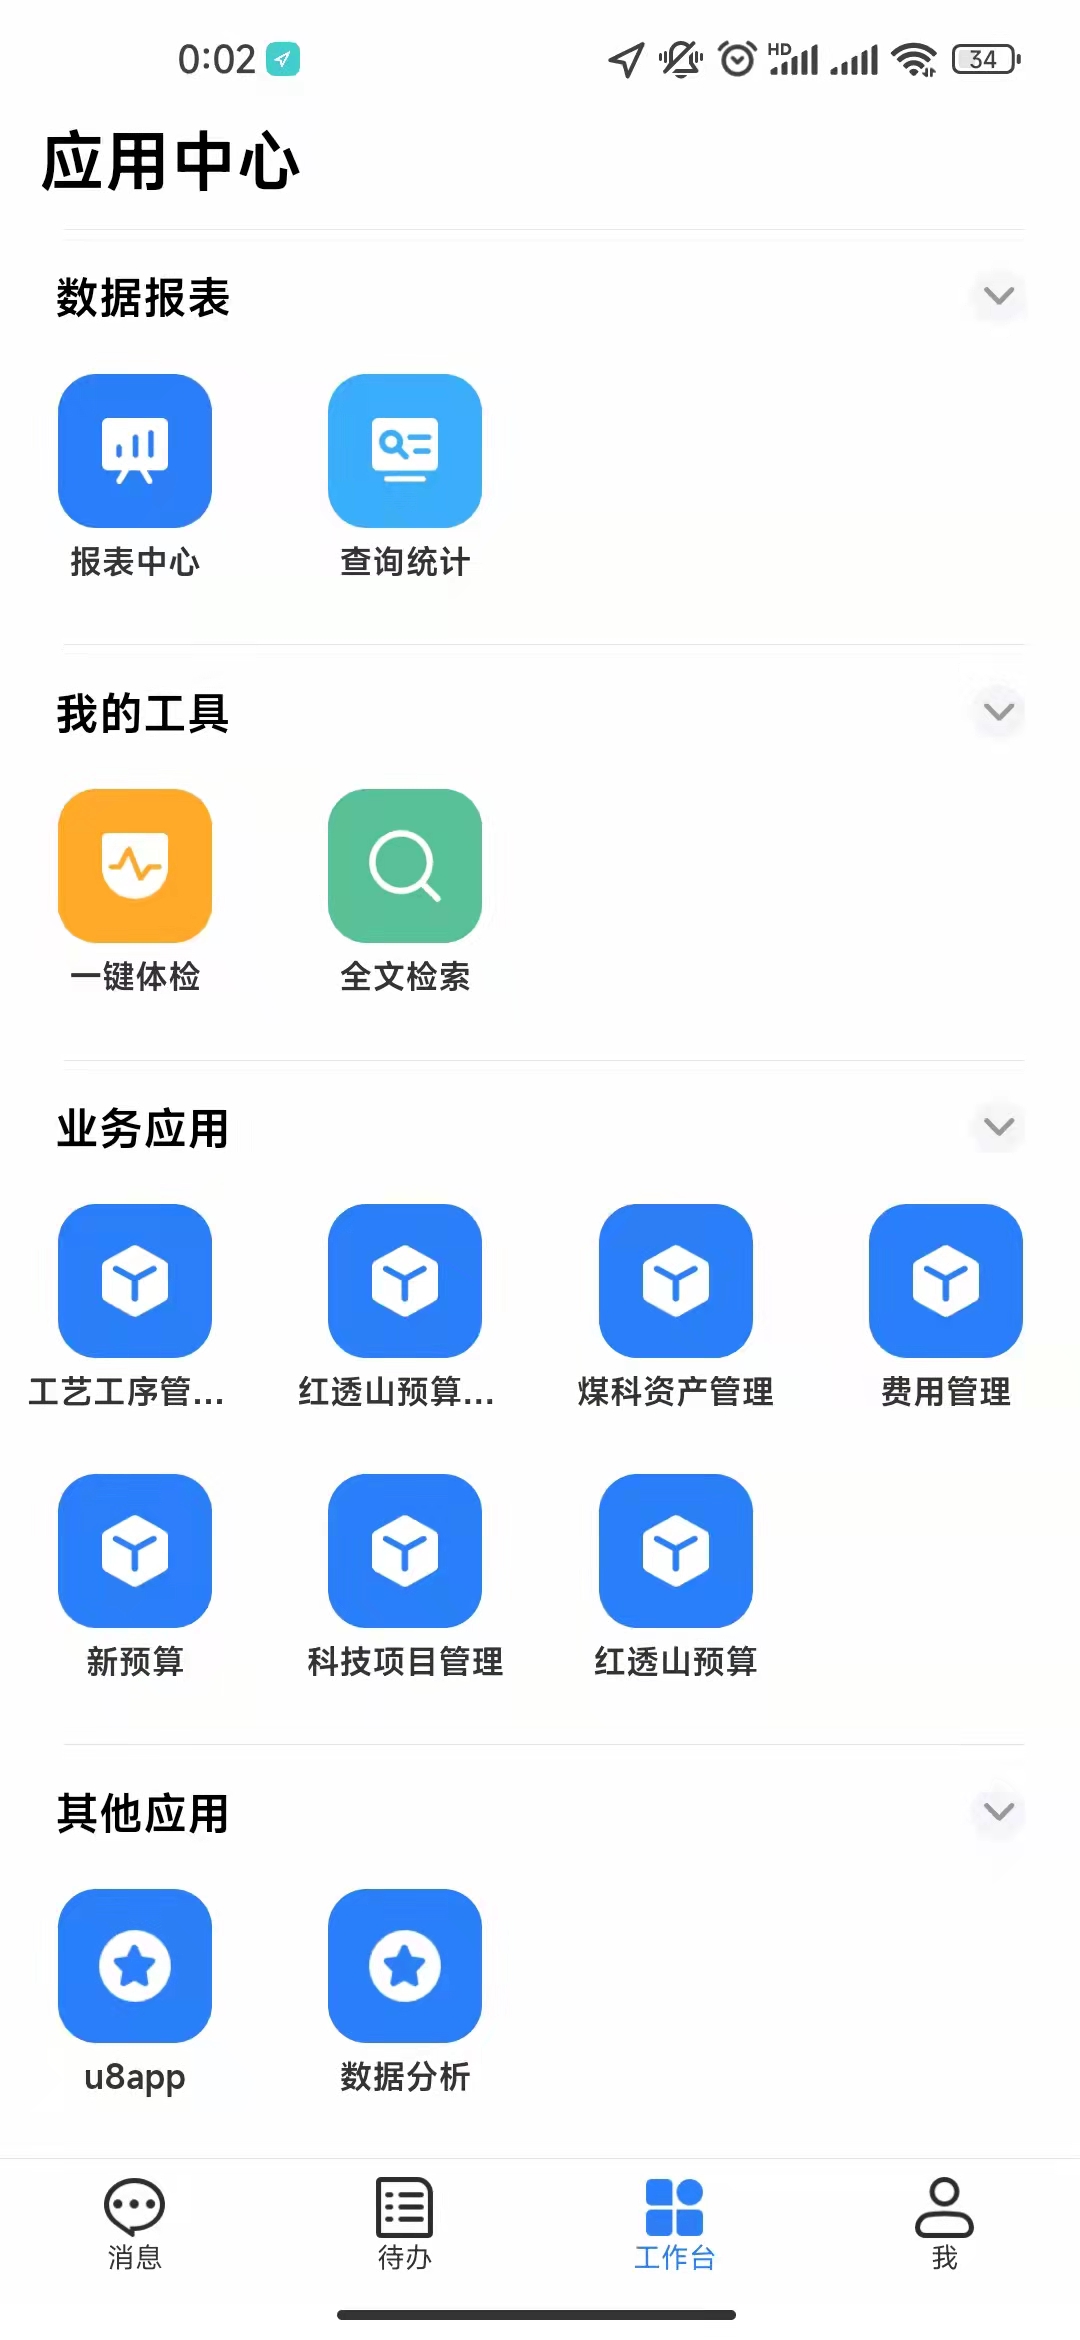 0:02
HD
34
应用中心
数据报表
报表中心
查询统计
我的工具
一键体检
全文检索
业务应用
工艺工序管...
红透山预算...
煤科资产管理
费用管理
新预算
科技项目管理
红透山预算
其他应用
u8app
数据分析
消息
待办
工作台
我